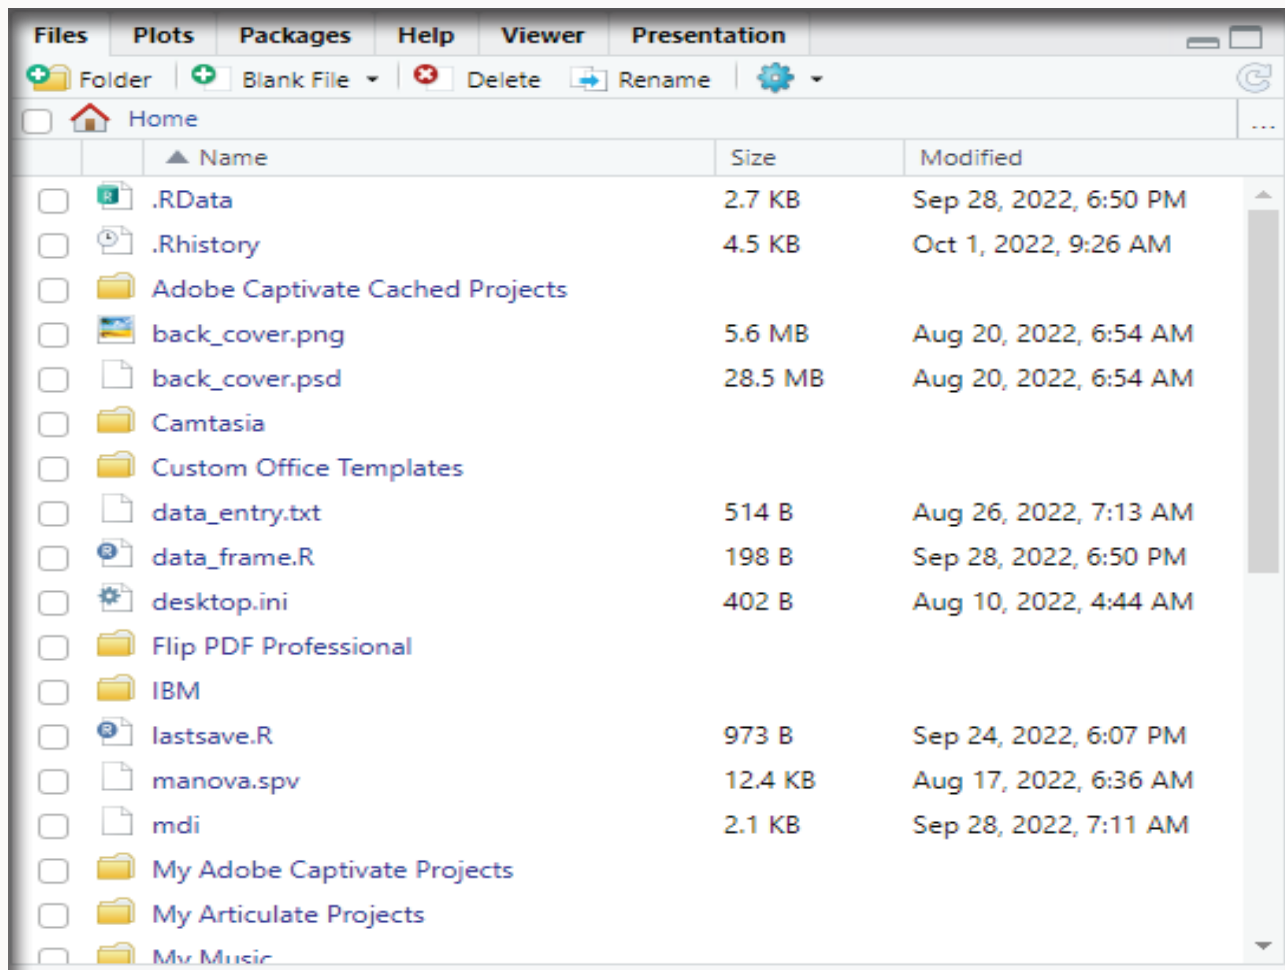 Files Plots Packages Help Viewer Presentation
Folder Blank File Delete Rename
Home ...
Name Size Modified
.RData 2.7 KB Sep 28, 2022, 6:50 PM
.Rhistory 4.5 KB Oct 1, 2022, 9:26 AM
Adobe Captivate Cached Projects
back_cover.png 5.6 MB Aug 20, 2022, 6:54 AM
back_cover.psd 28.5 MB Aug 20, 2022, 6:54 AM
Camtasia
Custom Office Templates
data_entry.txt 514 B Aug 26, 2022, 7:13 AM
data_frame.R 198 B Sep 28, 2022, 6:50 PM
desktop.ini 402 B Aug 10, 2022, 4:44 AM
Flip PDF Professional
IBM
lastsave.R 973 B Sep 24, 2022, 6:07 PM
manova.spv 12.4 KB Aug 17, 2022, 6:36 AM
mdi 2.1 KB Sep 28, 2022, 7:11 AM
My Adobe Captivate Projects
My Articulate Projects
My Music